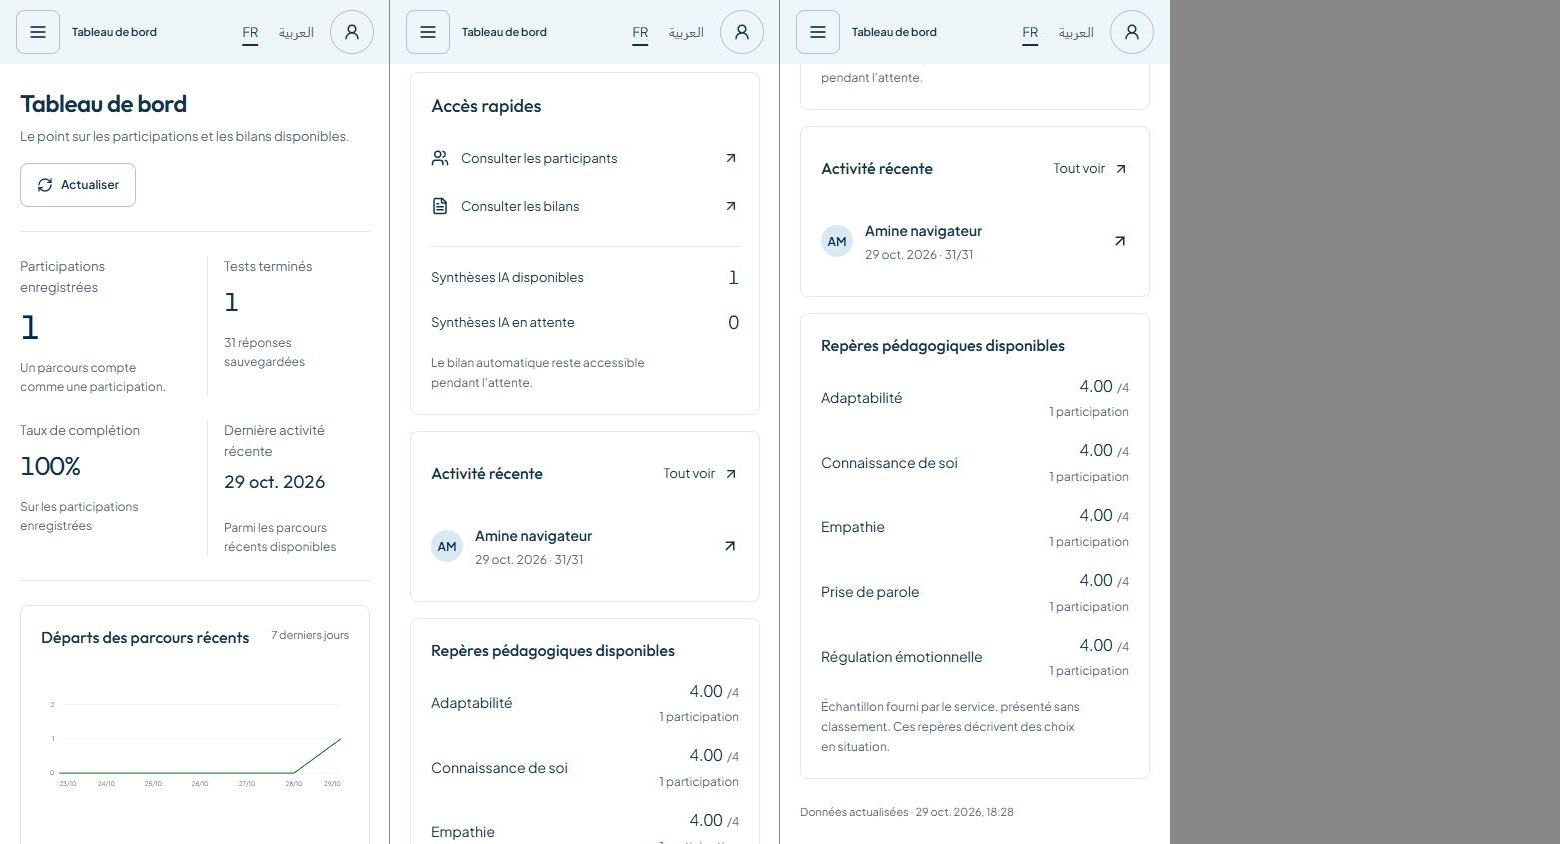 Tableau de bord
FR
العربية
Tableau de bord
Le point sur les participations et les bilans disponibles.
Actualiser
Participations
enregistrées
1
Un parcours compte
comme une participation.
Tests terminés
1
31 réponses
sauvegardées
Taux de complétion
100%
Sur les participations
enregistrées
Dernière activité
récente
29 oct. 2026
Parmi les parcours
récents disponibles
Départs des parcours récents
7 derniers jours
2
1
0
23/10 24/10 25/10 26/10 27/10 28/10 29/10
Tableau de bord
FR
العربية
Accès rapides
Consulter les participants
Consulter les bilans
Synthèses IA disponibles 1
Synthèses IA en attente 0
Le bilan automatique reste accessible
pendant l'attente.
Activité récente
Tout voir
AM
Amine navigateur
29 oct. 2026 · 31/31
Repères pédagogiques disponibles
Adaptabilité
4.00 /4
1 participation
Connaissance de soi
4.00 /4
1 participation
Empathie
4.00 /4
Tableau de bord
FR
العربية
pendant l'attente.
Activité récente
Tout voir
AM
Amine navigateur
29 oct. 2026 · 31/31
Repères pédagogiques disponibles
Adaptabilité
4.00 /4
1 participation
Connaissance de soi
4.00 /4
1 participation
Empathie
4.00 /4
1 participation
Prise de parole
4.00 /4
1 participation
Régulation émotionnelle
4.00 /4
1 participation
Échantillon fourni par le service, présenté sans
classement. Ces repères décrivent des choix
en situation.
Données actualisées · 29 oct. 2026, 18:28